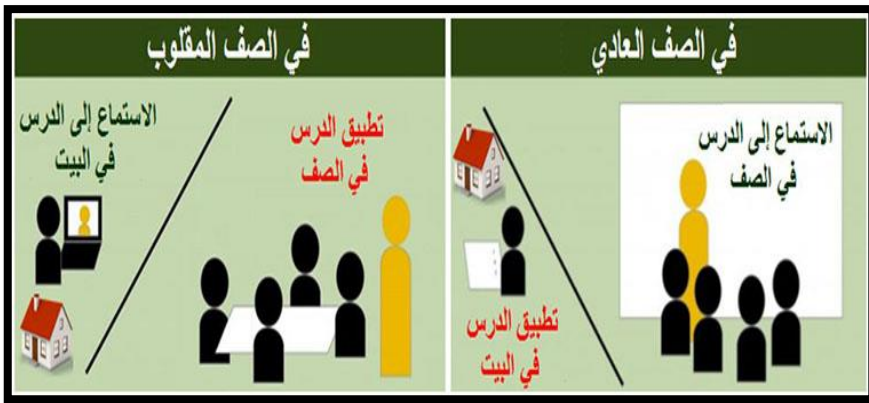 في الصف العادي
الاستماع إلى الدرس
في الصف
تطبيق الدرس
في البيت
في الصف المقلوب
تطبيق الدرس
في الصف
الاستماع إلى الدرس
في البيت